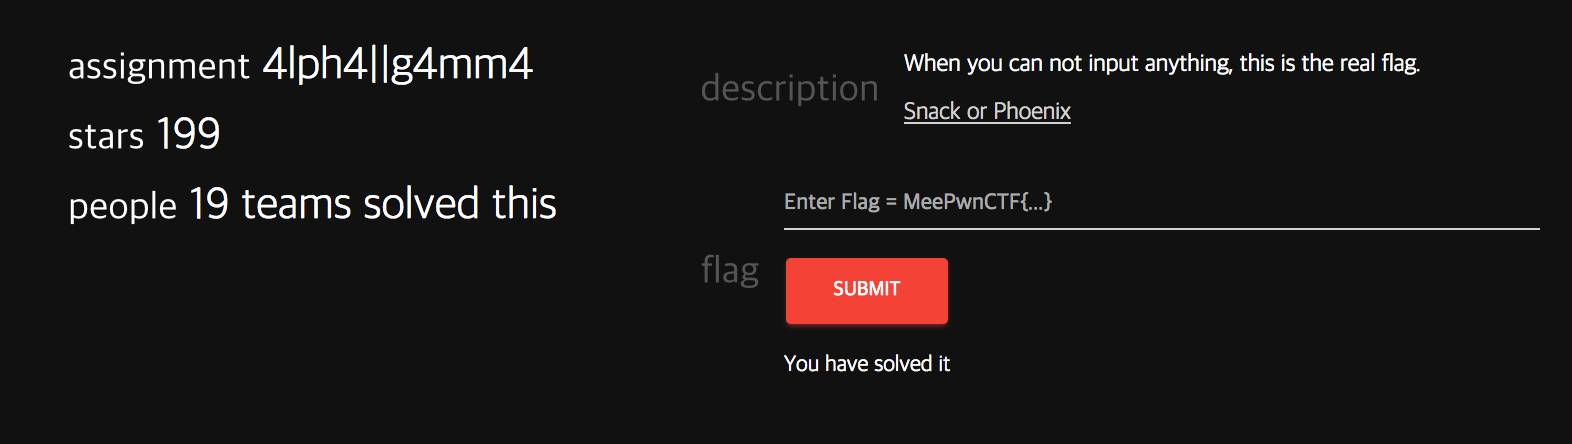 assignment 4lph4||g4mm4
stars 199
people 19 teams solved this
description
When you can not input anything, this is the real flag.
Snack or Phoenix
flag
Enter Flag = MeePwnCTF{...}
SUBMIT
You have solved it